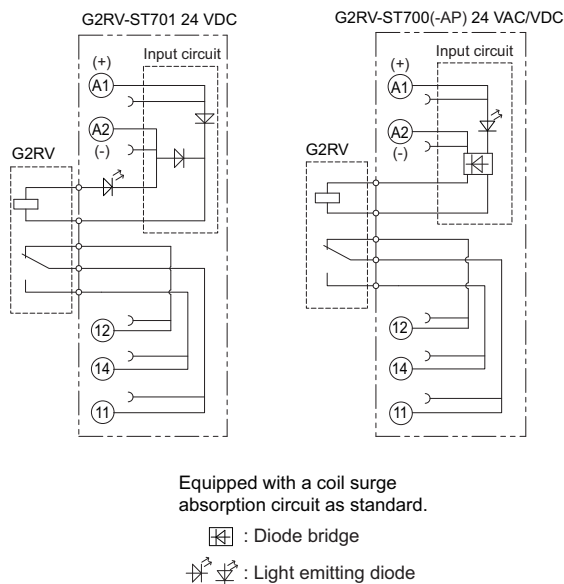 G2RV-ST701 24 VDC
Input circuit
(+)
A1
A2
(-)
G2RV
12
14
11
G2RV-ST700(-AP) 24 VAC/VDC
Input circuit
(+)
A1
A2
(-)
G2RV
12
14
11
Equipped with a coil surge
absorption circuit as standard.
: Diode bridge
: Light emitting diode